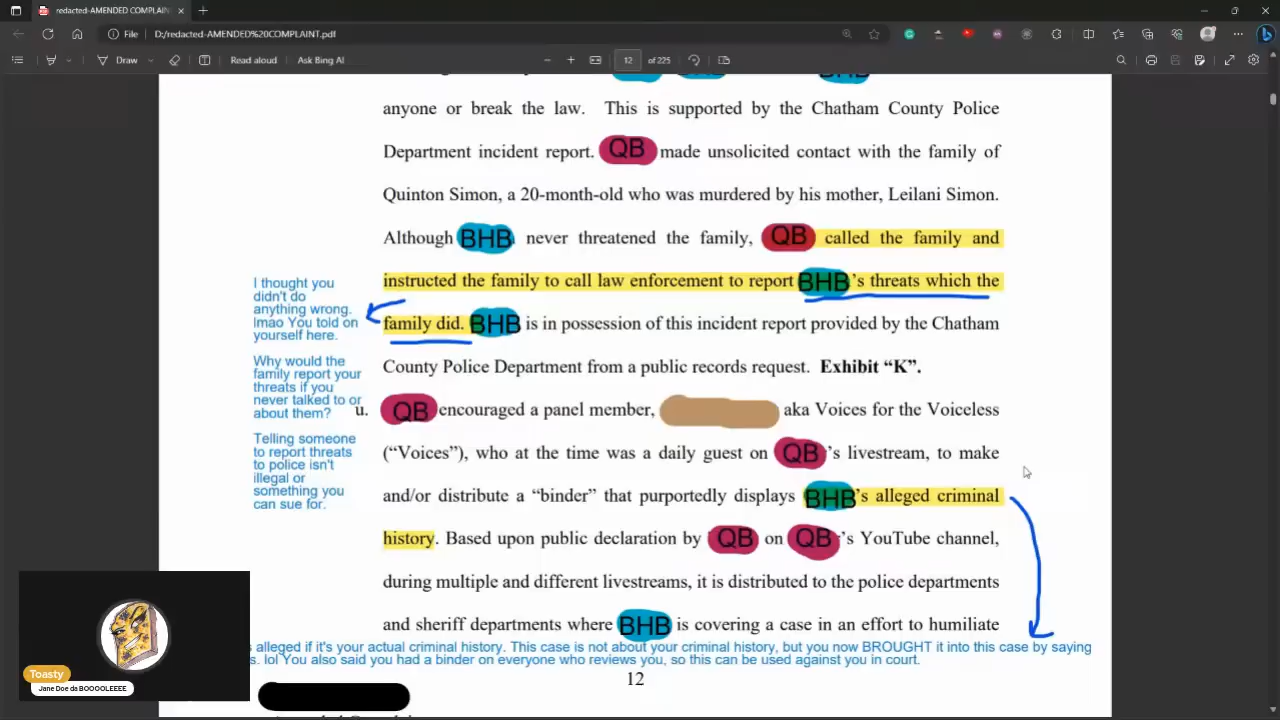 redacted-AMENDED COMPLAINT.pdf
File
D:/redacted-AMENDED%20COMPLAINT.pdf
Draw
Read aloud
Ask Bing AI
12
of 225
BHB
anyone or break the law. This is supported by the Chatham County Police
Department incident report. QB made unsolicited contact with the family of
Quinton Simon, a 20-month-old who was murdered by his mother, Leilani Simon.
Although BHB never threatened the family, QB called the family and
instructed the family to call law enforcement to report BHB's threats which the
family did. BHB is in possession of this incident report provided by the Chatham
County Police Department from a public records request. Exhibit “K”.
I thought you
didn't do
anything wrong.
lmao You told on
yourself here.
Why would the
family report your
threats if you
never talked to or
about them?
Telling someone
to report threats
to police isn't
illegal or
something you
can sue for.
u. QB encouraged a panel member, aka Voices for the Voiceless
(“Voices”), who at the time was a daily guest on QB's livestream, to make
and/or distribute a “binder” that purportedly displays BHB's alleged criminal
history. Based upon public declaration by QB on QB's YouTube channel,
during multiple and different livestreams, it is distributed to the police departments
and sheriff departments where BHB is covering a case in an effort to humiliate
s alleged if it's your actual criminal history. This case is not about your criminal history, but you now BROUGHT it into this case by saying
s. lol You also said you had a binder on everyone who reviews you, so this can be used against you in court.
12
Toasty
Jane Doe da BOOOOLEEEE